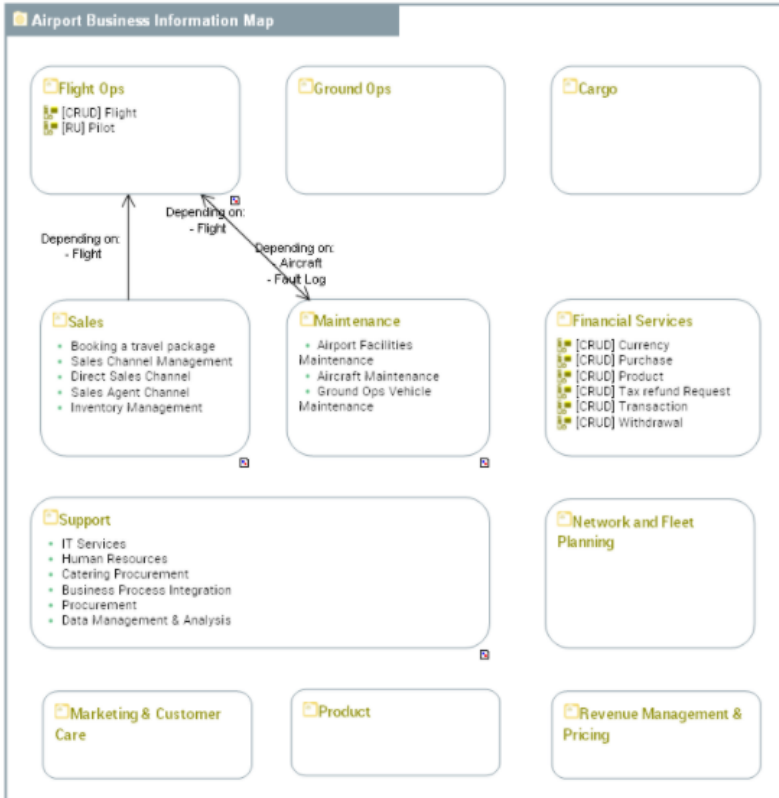 Airport Business Information Map
Flight Ops
[CRUD] Flight
[RU] Pilot
Ground Ops
Cargo
Depending on:
- Flight
Depending on:
- Flight
Depending on:
- Aircraft
- Fault Log
Sales
• Booking a travel package
• Sales Channel Management
• Direct Sales Channel
• Sales Agent Channel
• Inventory Management
Maintenance
• Airport Facilities
Maintenance
• Aircraft Maintenance
• Ground Ops Vehicle
Maintenance
Financial Services
[CRUD] Currency
[CRUD] Purchase
[CRUD] Product
[CRUD] Tax refund Request
[CRUD] Transaction
[CRUD] Withdrawal
Support
• IT Services
• Human Resources
• Catering Procurement
• Business Process Integration
• Procurement
• Data Management & Analysis
Network and Fleet
Planning
Marketing & Customer
Care
Product
Revenue Management &
Pricing